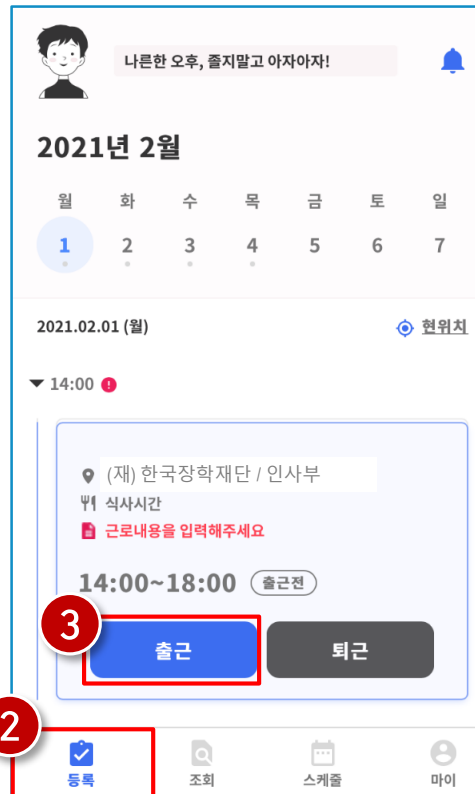 나른한 오후, 졸지말고 아자아자!
2021년 2월
월 화 수 목 금 토 일
1 2 3 4 5 6 7
2021.02.01 (월) 현위치
14:00
(재) 한국장학재단 / 인사부
식사시간
근로내용을 입력해주세요
14:00~18:00 출근전
3
출근 퇴근
2
등록 조회 스케줄 마이